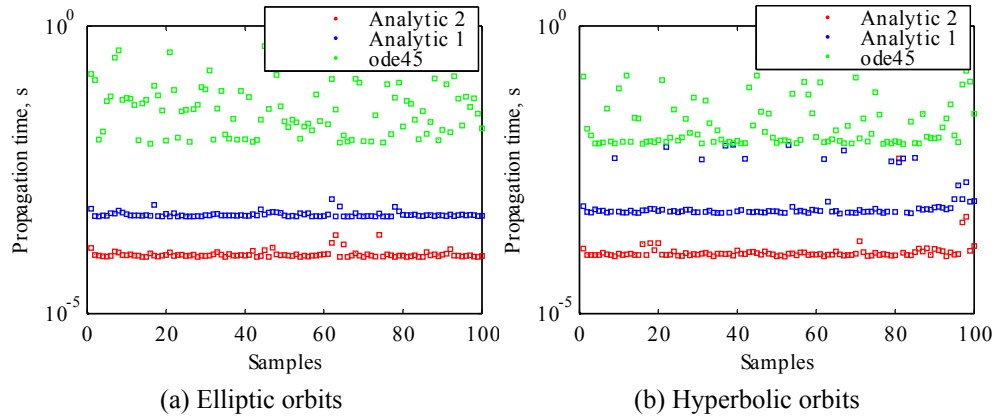 10^0
Analytic 2
Analytic 1
ode45
Propagation time, s
10^-5
0 20 40 60 80 100
Samples
(a) Elliptic orbits
10^0
Analytic 2
Analytic 1
ode45
Propagation time, s
10^-5
0 20 40 60 80 100
Samples
(b) Hyperbolic orbits